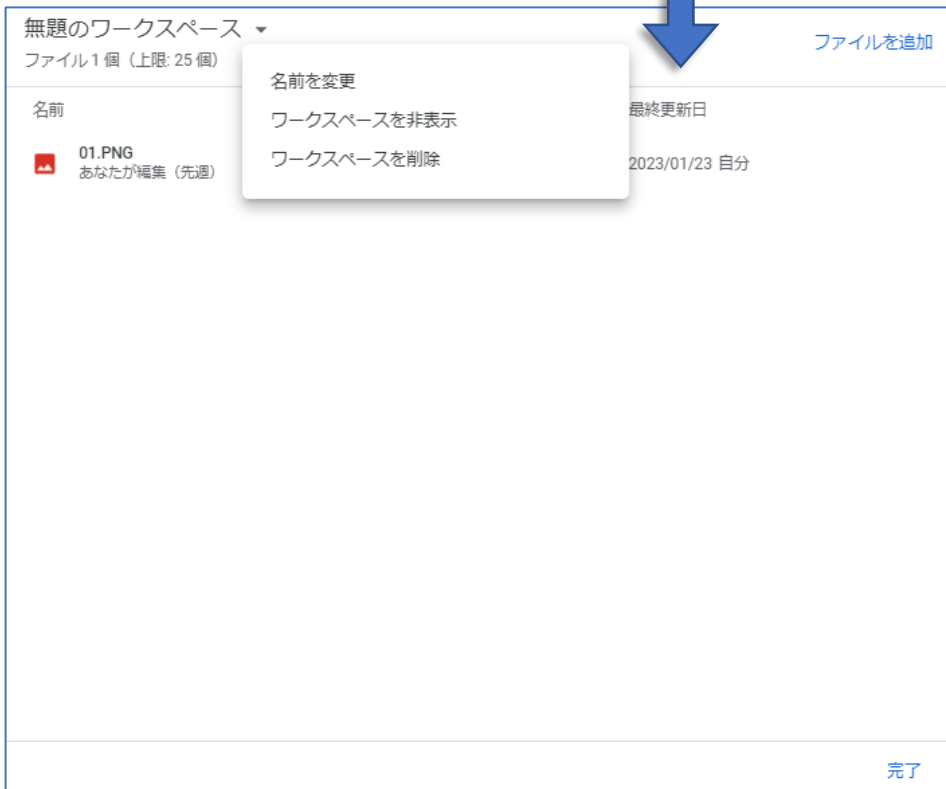 無題のワークスペース
ファイルを追加
ファイル 1 個（上限: 25 個）
名前を変更
ワークスペースを非表示
ワークスペースを削除
名前
最終更新日
01.PNG
あなたが編集（先週）
2023/01/23 自分
完了